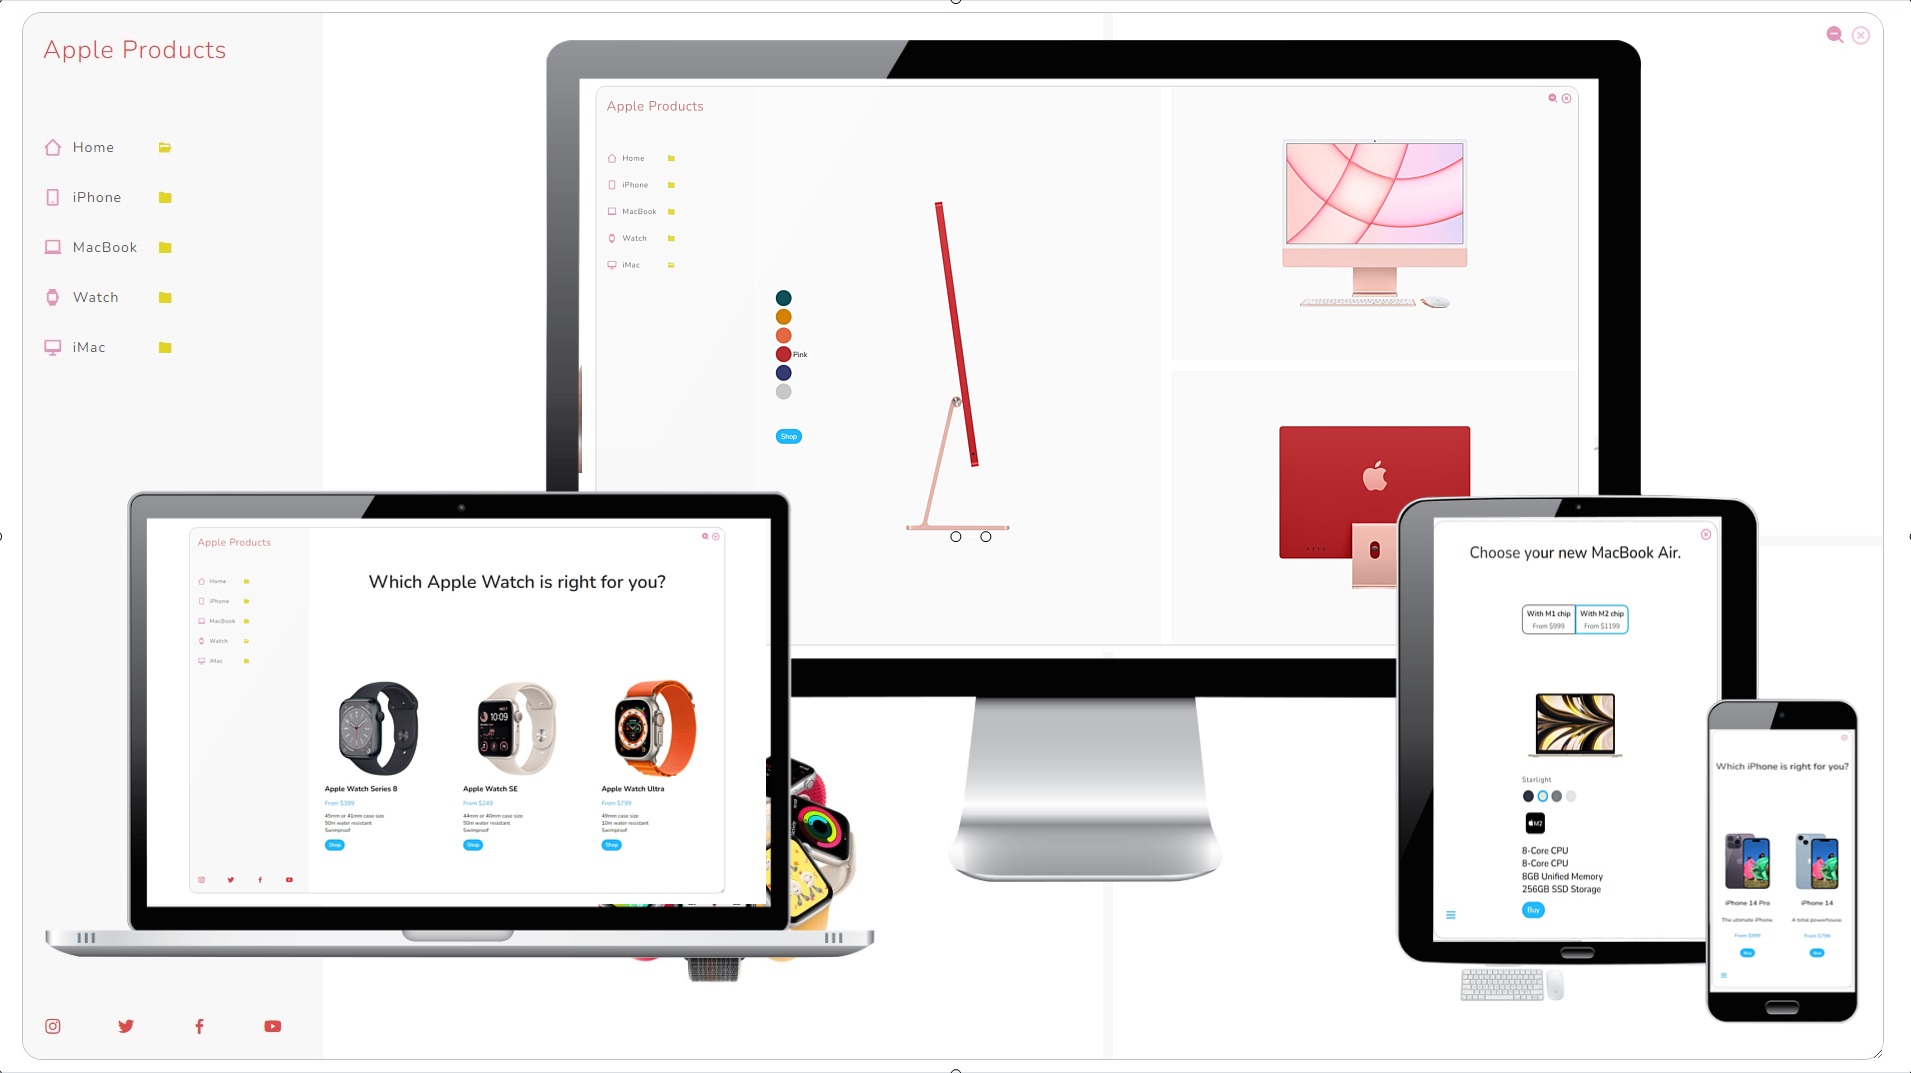 Apple Products
Home
iPhone
MacBook
Watch
iMac
Apple Products
Home
iPhone
MacBook
Watch
iMac
Pink
Shop
Apple Products
Home
iPhone
MacBook
Watch
iMac
Which Apple Watch is right for you?
Apple Watch Series 8
From $399
45mm or 41mm case size
50m water resistant
Swimproof
Shop
Apple Watch SE
From $249
44mm or 40mm case size
50m water resistant
Swimproof
Shop
10:09
Apple Watch Ultra
From $799
49mm case size
10m water resistant
Swimproof
Shop
Choose your new MacBook Air.
With M1 chip
From $999
With M2 chip
From $1199
Starlight
M2
8-Core CPU
8-Core CPU
8GB Unified Memory
256GB SSD Storage
Buy
Which iPhone is right for you?
iPhone 14 Pro
The ultimate iPhone.
From $999
Buy
iPhone 14
A total powerhouse.
From $799
Buy